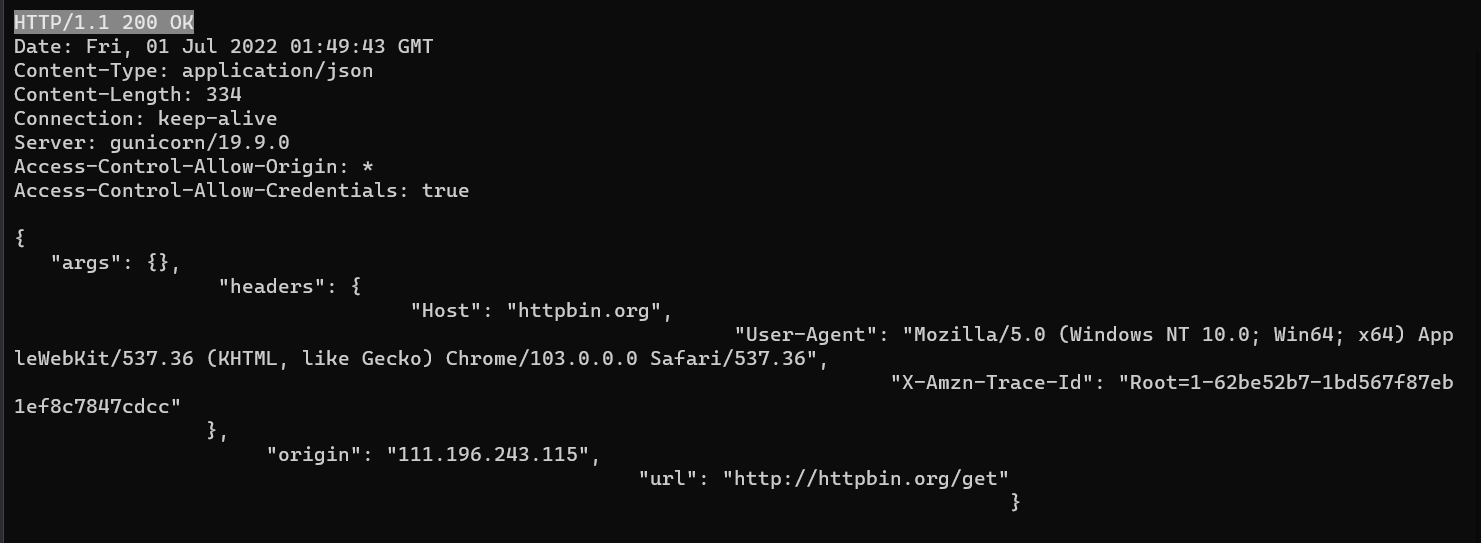 HTTP/1.1 200 OK
Date: Fri, 01 Jul 2022 01:49:43 GMT
Content-Type: application/json
Content-Length: 334
Connection: keep-alive
Server: gunicorn/19.9.0
Access-Control-Allow-Origin: *
Access-Control-Allow-Credentials: true
{
"args": {},
"headers": {
"Host": "httpbin.org",
"User-Agent": "Mozilla/5.0 (Windows NT 10.0; Win64; x64) App
leWebKit/537.36 (KHTML, like Gecko) Chrome/103.0.0.0 Safari/537.36",
"X-Amzn-Trace-Id": "Root=1-62be52b7-1bd567f87eb
1ef8c7847cdcc"
},
"origin": "111.196.243.115",
"url": "http://httpbin.org/get"
}